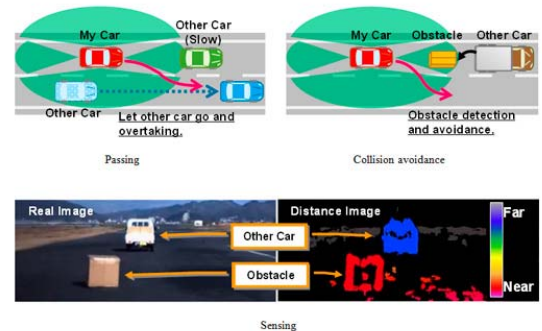 My Car
Other Car
(Slow)
Other Car
Let other car go and
overtaking.
Passing
My Car
Obstacle
Other Car
Obstacle detection
and avoidance.
Collision avoidance
Real Image
Distance Image
Far
Other Car
Obstacle
Near
Sensing